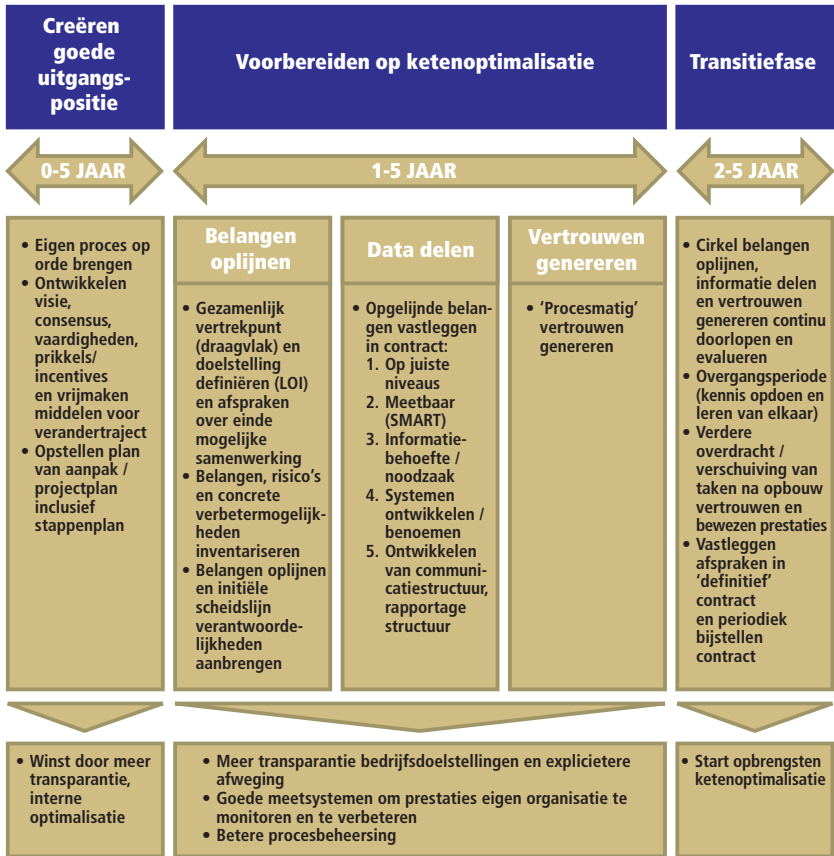 Creëren
goede
uitgangs-
positie
Voorbereiden op ketenoptimalisatie
Transitiefase
0-5 JAAR
1-5 JAAR
2-5 JAAR
• Eigen proces op
orde brengen
• Ontwikkelen
visie,
consensus,
vaardigheden,
prikkels/
incentives
en vrijmaken
middelen voor
verandertraject
• Opstellen plan
van aanpak /
projectplan
inclusief
stappenplan
Belangen
oplijnen
• Gezamenlijk
vertrekpunt
(draagvlak) en
doelstelling
definiëren (LOI)
en afspraken
over einde
mogelijke
samenwerking
• Belangen, risico's
en concrete
verbetermogelijk-
heden
inventariseren
• Belangen oplijnen
en initiële
scheidslijn
verantwoorde-
lijkheden
aanbrengen
Data delen
• Opgelijnde belan-
gen vastleggen
in contract:
1. Op juiste
niveaus
2. Meetbaar
(SMART)
3. Informatie-
behoefte /
noodzaak
4. Systemen
ontwikkelen /
benoemen
5. Ontwikkelen
van communi-
catiestructuur,
rapportage
structuur
Vertrouwen
genereren
• ‘Procesmatig’
vertrouwen
genereren
• Cirkel belangen
oplijnen,
informatie delen
en vertrouwen
genereren continu
doorlopen en
evalueren
• Overgangsperiode
(kennis opdoen en
leren van elkaar)
• Verdere
overdracht /
verschuiving van
taken na opbouw
vertrouwen en
bewezen prestaties
• Vastleggen
afspraken in
‘definitief’
contract
en periodiek
bijstellen
contract
• Winst door meer
transparantie,
interne
optimalisatie
• Meer transparantie bedrijfsdoelstellingen en explicietere
afweging
• Goede meetsystemen om prestaties eigen organisatie te
monitoren en te verbeteren
• Betere procesbeheersing
• Start opbrengsten
ketenoptimalisatie